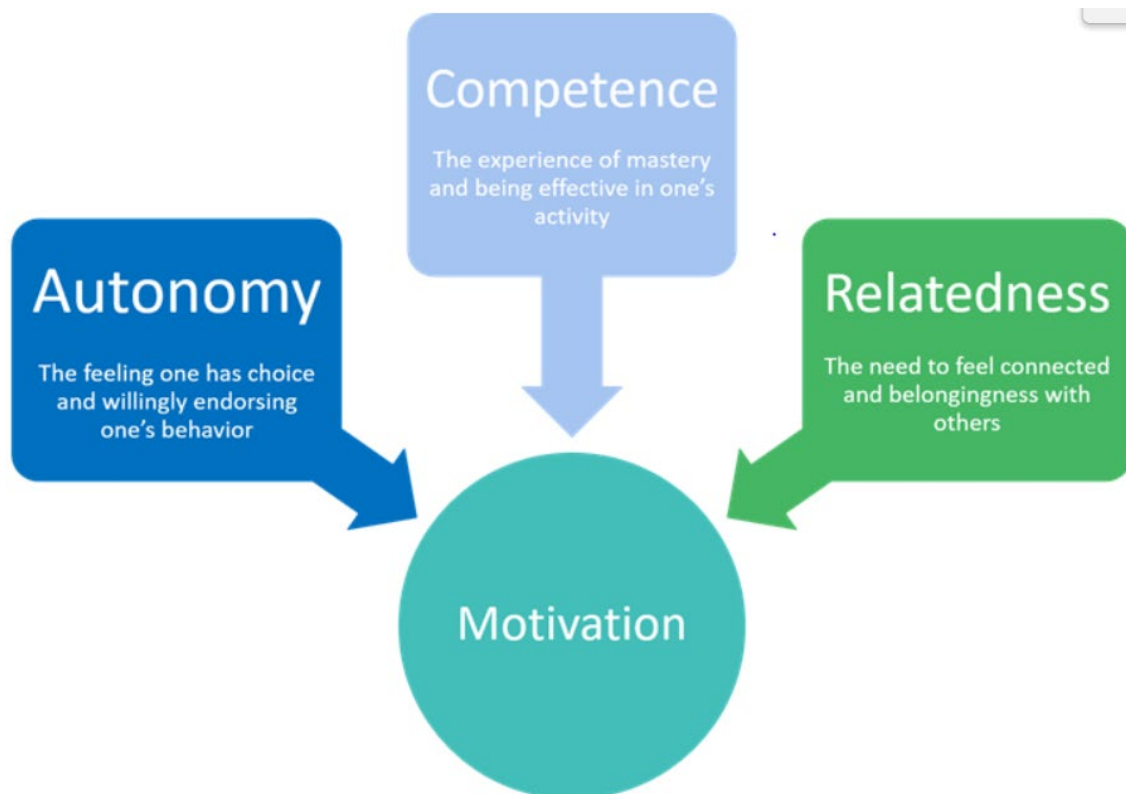 Competence
The experience of mastery
and being effective in one's
activity
Autonomy
The feeling one has choice
and willingly endorsing
one's behavior
Relatedness
The need to feel connected
and belongingness with
others
Motivation